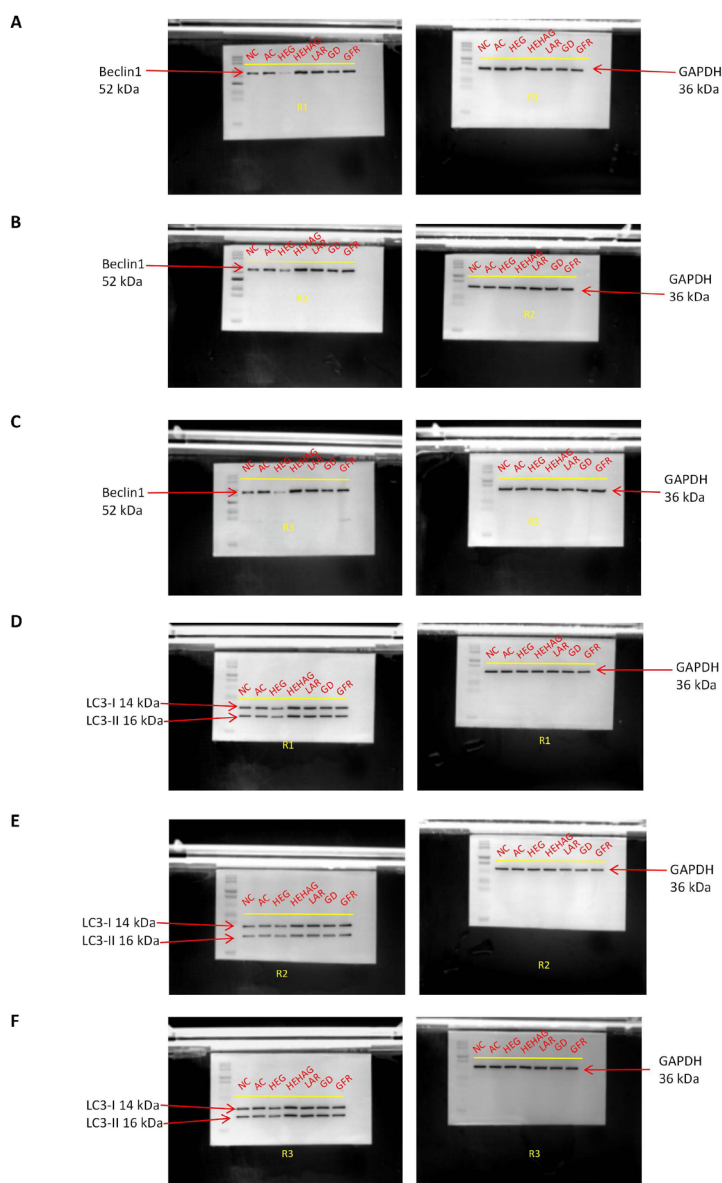 A
NC AC HEG HEHAG LAR GD GFR
Beclin1
52 kDa
R1
NC AC HEG HEHAG LAR GD GFR
GAPDH
36 kDa
B
NC AC HEG HEHAG LAR GD GFR
Beclin1
52 kDa
NC AC HEG HEHAG LAR GD GFR
GAPDH
36 kDa
R2
C
NC AC HEG HEHAG LAR GD GFR
Beclin1
52 kDa
R3
NC AC HEG HEHAG LAR GD GFR
GAPDH
36 kDa
D
NC AC HEG HEHAG LAR GD GFR
LC3-I 14 kDa
LC3-II 16 kDa
R1
NC AC HEG HEHAG LAR GD GFR
GAPDH
36 kDa
R1
E
NC AC HEG HEHAG LAR GD GFR
LC3-I 14 kDa
LC3-II 16 kDa
R2
NC AC HEG HEHAG LAR GD GFR
GAPDH
36 kDa
R2
F
NC AC HEG HEHAG LAR GD GFR
LC3-I 14 kDa
LC3-II 16 kDa
R3
NC AC HEG HEHAG LAR GD GFR
GAPDH
36 kDa
R3